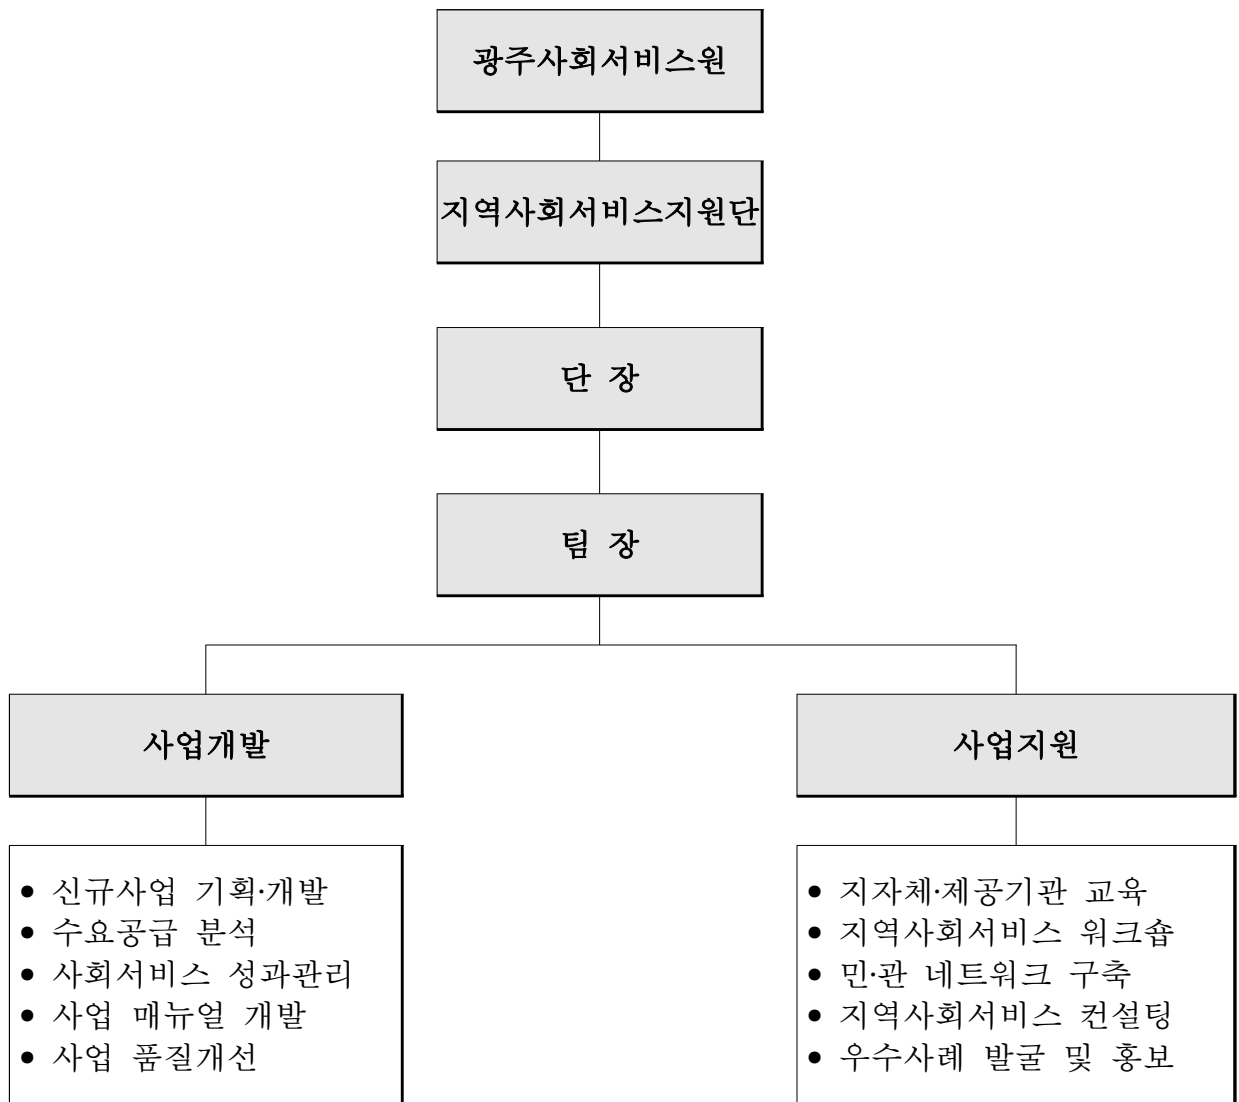 광주사회서비스원
지역사회서비스지원단
단 장
팀 장
사업개발
사업지원
• 신규사업 기획·개발
• 수요공급 분석
• 사회서비스 성과관리
• 사업 매뉴얼 개발
• 사업 품질개선
• 지자체·제공기관 교육
• 지역사회서비스 워크숍
• 민·관 네트워크 구축
• 지역사회서비스 컨설팅
• 우수사례 발굴 및 홍보